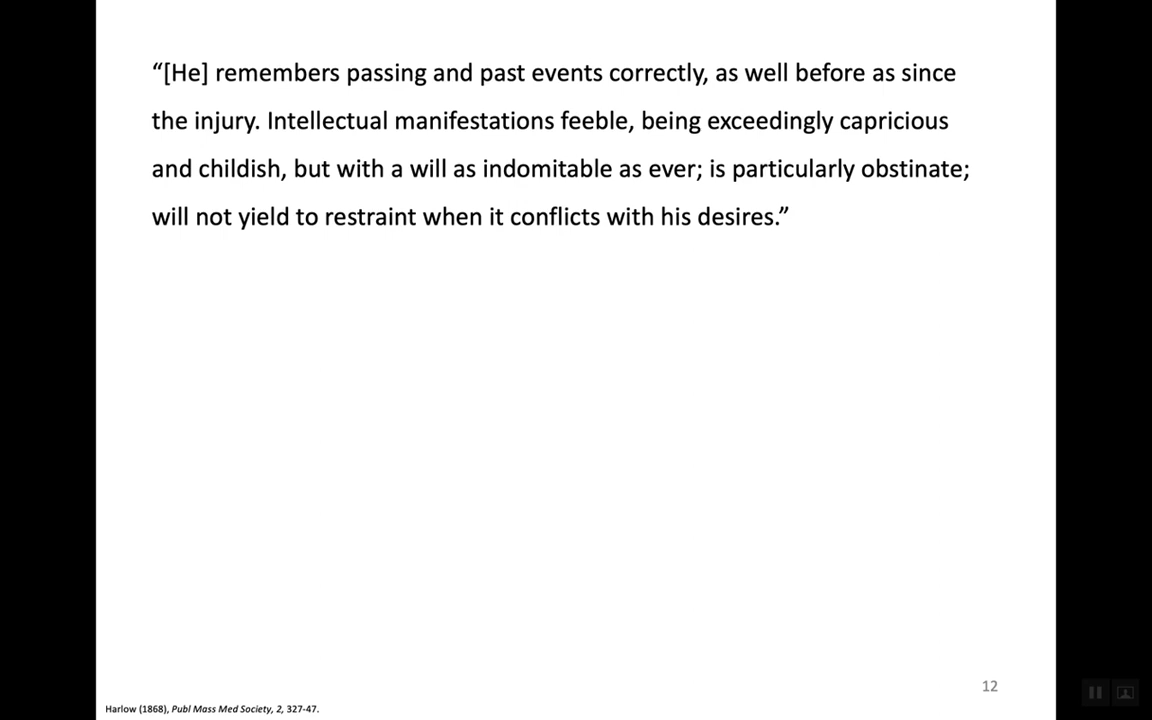 “[He] remembers passing and past events correctly, as well before as since
the injury. Intellectual manifestations feeble, being exceedingly capricious
and childish, but with a will as indomitable as ever; is particularly obstinate;
will not yield to restraint when it conflicts with his desires.”
12
Harlow (1868), Publ Mass Med Society, 2, 327-47.